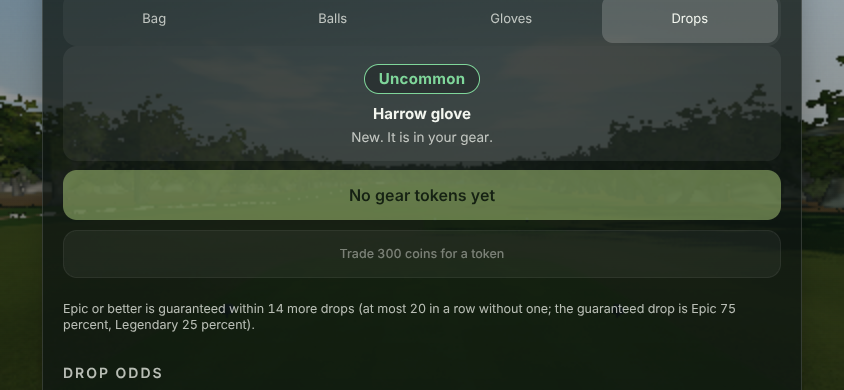 Bag
Balls
Gloves
Drops
Uncommon
Harrow glove
New. It is in your gear.
No gear tokens yet
Trade 300 coins for a token
Epic or better is guaranteed within 14 more drops (at most 20 in a row without one; the guaranteed drop is Epic 75
percent, Legendary 25 percent).
DROP ODDS